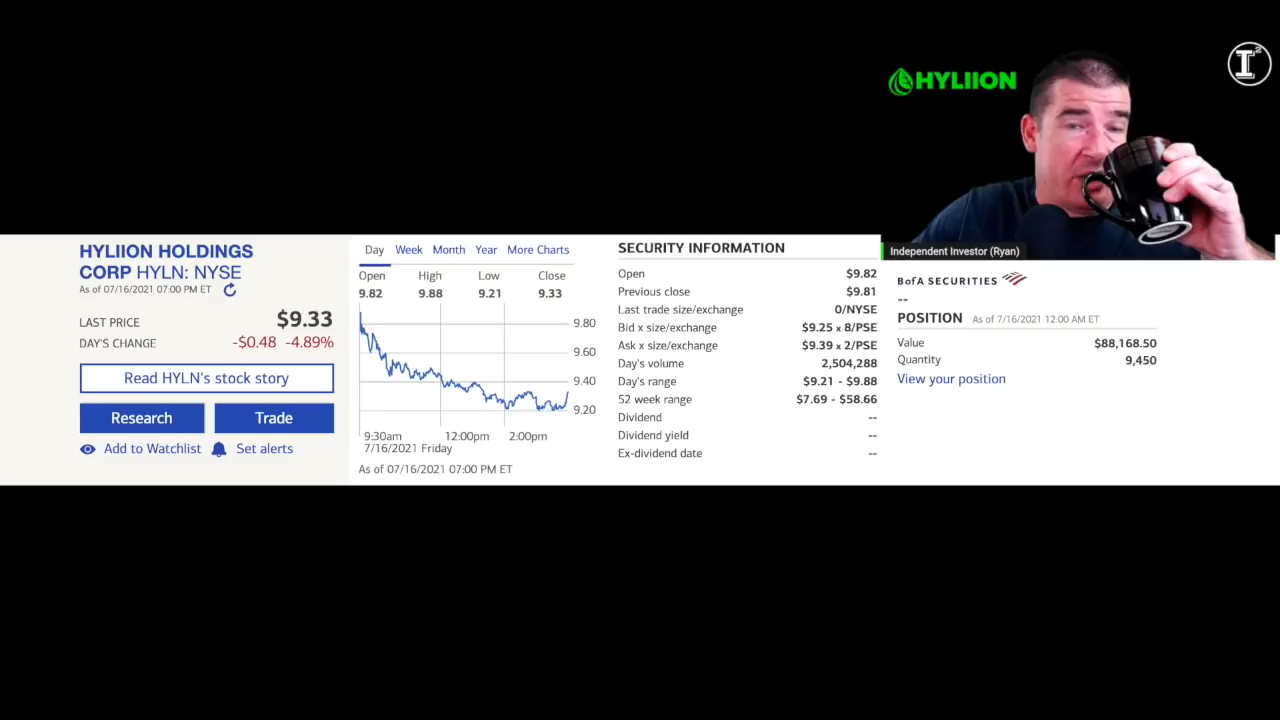 HYLIION
I2
Independent Investor (Ryan)
HYLIION HOLDINGS
CORP HYLN: NYSE
As of 07/16/2021 07:00 PM ET
LAST PRICE $9.33
DAY'S CHANGE -$0.48 -4.89%
Read HYLN's stock story
Research Trade
Add to Watchlist Set alerts
Day Week Month Year More Charts
Open High Low Close
9.82 9.88 9.21 9.33
9.80
9.60
9.40
9.20
9:30am 12:00pm 2:00pm
7/16/2021 Friday
As of 07/16/2021 07:00 PM ET
SECURITY INFORMATION
Open $9.82
Previous close $9.81
Last trade size/exchange 0/NYSE
Bid x size/exchange $9.25 x 8/PSE
Ask x size/exchange $9.39 x 2/PSE
Day's volume 2,504,288
Day's range $9.21 - $9.88
52 week range $7.69 - $58.66
Dividend --
Dividend yield --
Ex-dividend date --
BofA SECURITIES
--
POSITION As of 7/16/2021 12:00 AM ET
Value $88,168.50
Quantity 9,450
View your position